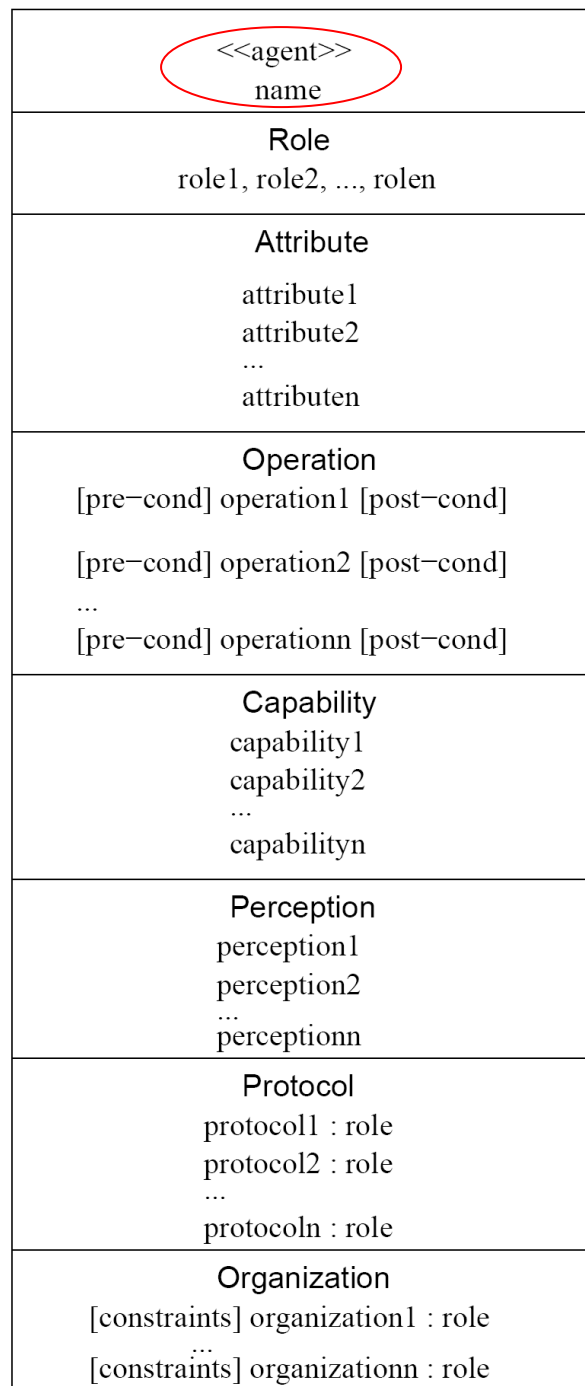 <<agent>>
name
Role
role1, role2, ..., rolen
Attribute
attribute1
attribute2
...
attributen
Operation
[pre−cond] operation1 [post−cond]
[pre−cond] operation2 [post−cond]
...
[pre−cond] operationn [post−cond]
Capability
capability1
capability2
...
capabilityn
Perception
perception1
perception2
...
perceptionn
Protocol
protocol1 : role
protocol2 : role
...
protocoln : role
Organization
[constraints] organization1 : role
...
[constraints] organizationn : role